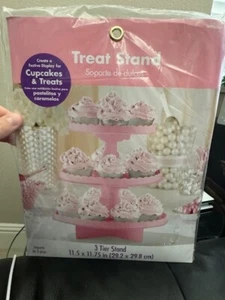 Treat Stand
Soporte de dulces
Create a
Festive Display for
Cupcakes
& Treats
pastelitos y
caramelos
3 Tier Stand
11.5 x 11.75 in (29.2 x 29.8 cm)